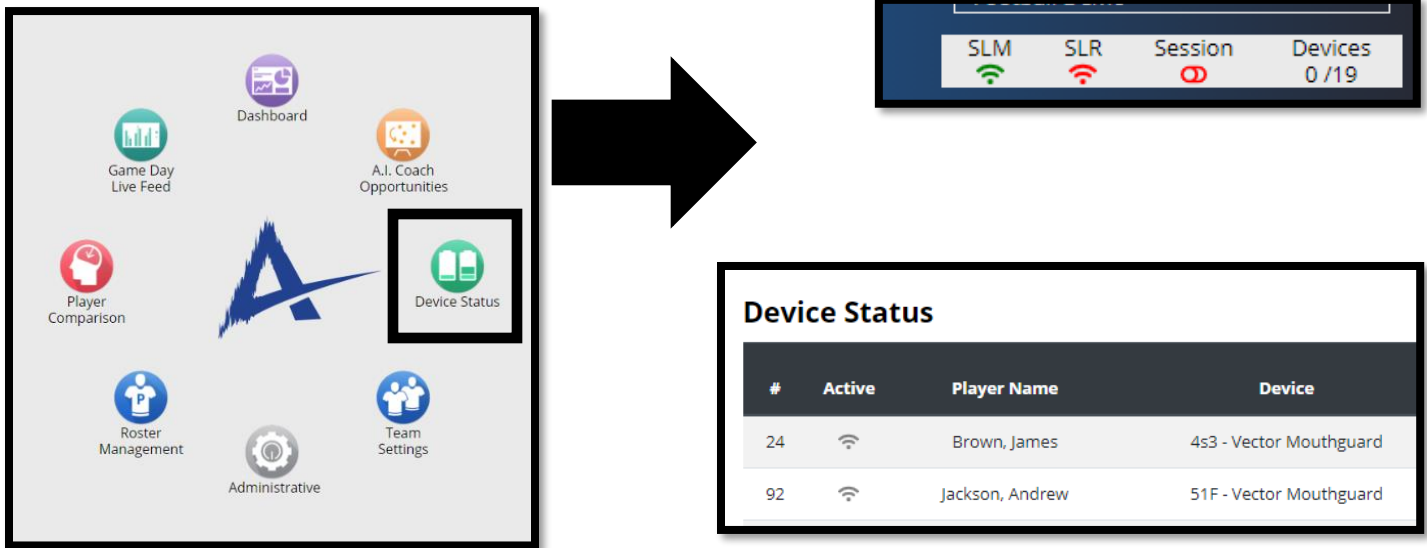 Dashboard
Game Day
Live Feed
A.I. Coach
Opportunities
Player
Comparison
Device Status
P
Roster
Management
Team
Settings
Administrative
SLM SLR Session Devices
0 /19
Device Status
# Active Player Name Device
24 Brown, James 4s3 - Vector Mouthguard
92 Jackson, Andrew 51F - Vector Mouthguard